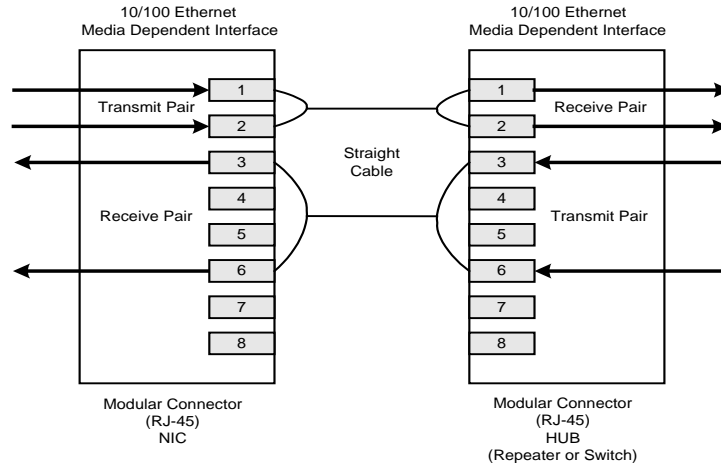 10/100 Ethernet
Media Dependent Interface
10/100 Ethernet
Media Dependent Interface
Transmit Pair
1
2
3
4
5
6
7
8
Receive Pair
Straight
Cable
1
2
3
4
5
6
7
8
Receive Pair
Transmit Pair
Modular Connector
(RJ-45)
NIC
Modular Connector
(RJ-45)
HUB
(Repeater or Switch)